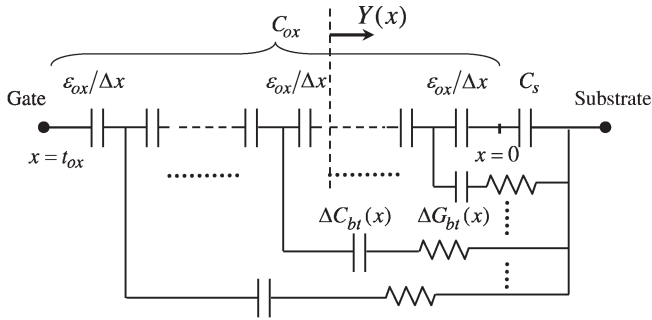 C_ox Y(x)
ε_ox/Δx ε_ox/Δx ε_ox/Δx C_s
Gate Substrate
x = t_ox x = 0
ΔC_bt(x) ΔG_bt(x)